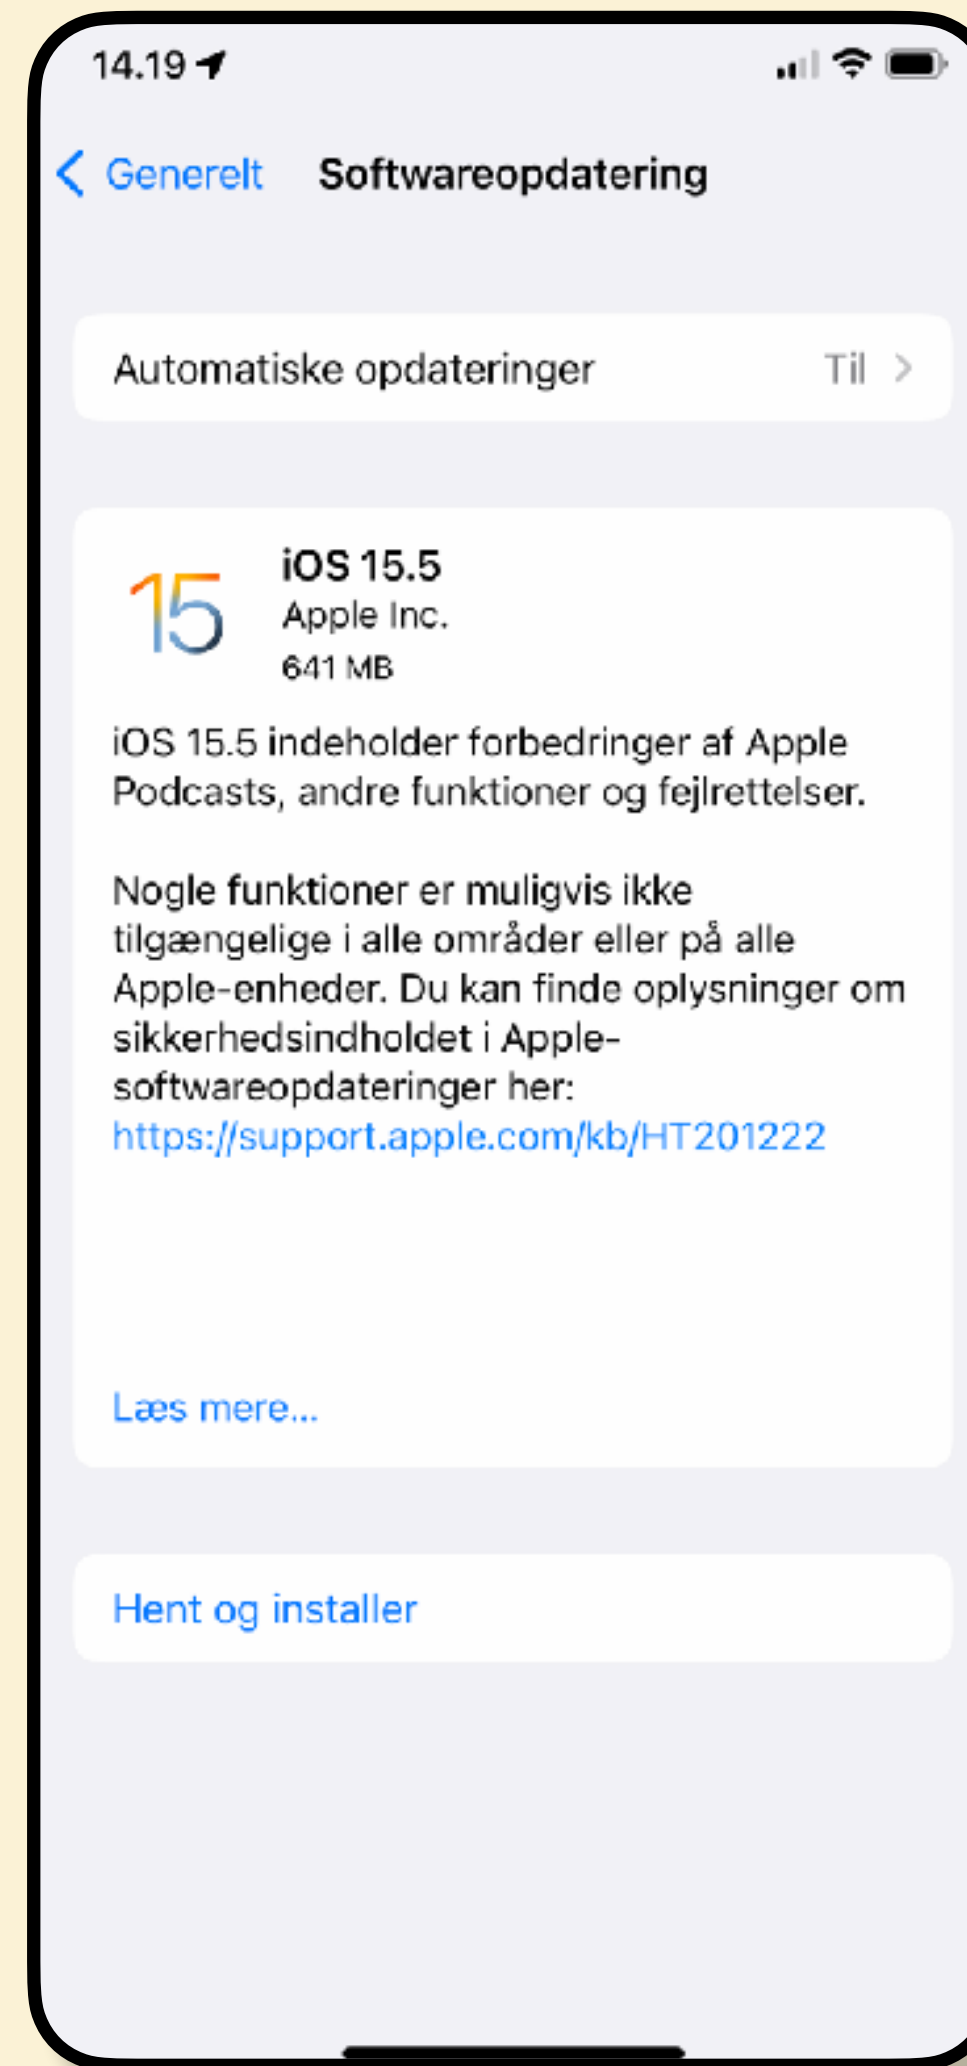 14.19
Generelt
Softwareopdatering
Automatiske opdateringer
Til
15
iOS 15.5
Apple Inc.
641 MB
iOS 15.5 indeholder forbedringer af Apple
Podcasts, andre funktioner og fejlrettelser.
Nogle funktioner er muligvis ikke
tilgængelige i alle områder eller på alle
Apple-enheder. Du kan finde oplysninger om
sikkerhedsindholdet i Apple-
softwareopdateringer her:
https://support.apple.com/kb/HT201222
Læs mere...
Hent og installer